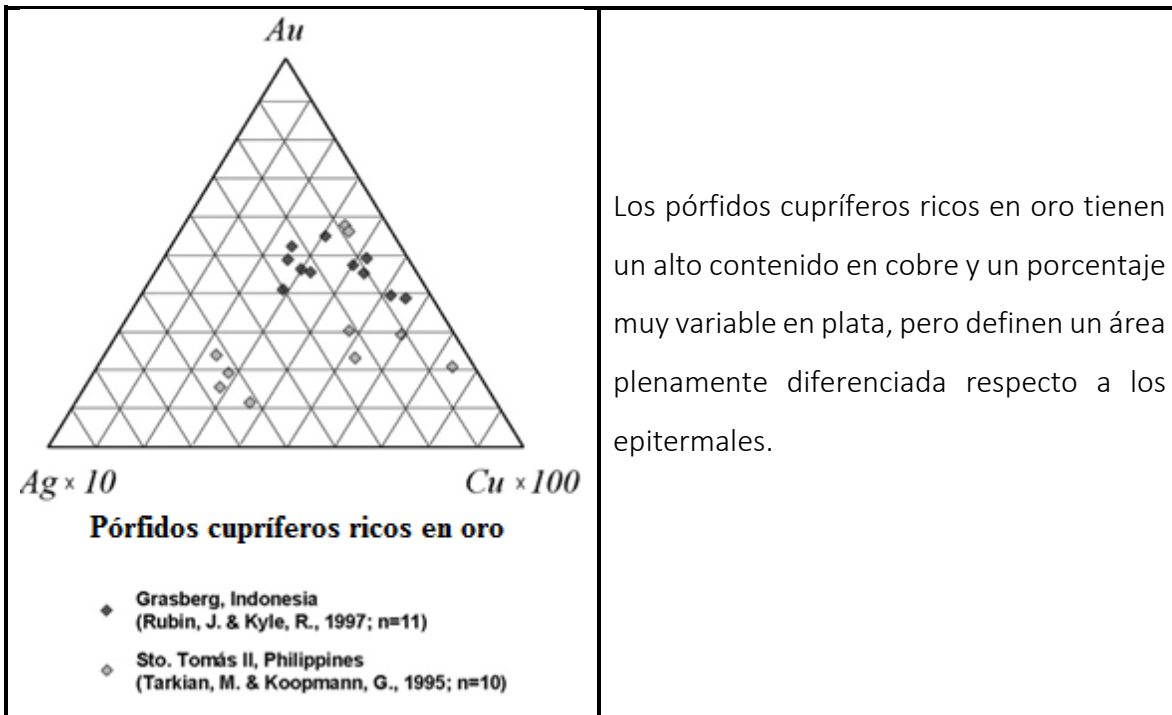 Au
Ag × 10
Cu ×100
Pórfidos cupríferos ricos en oro
Grasberg, Indonesia
(Rubin, J. & Kyle, R., 1997; n=11)
Sto. Tomás II, Philippines
(Tarkian, M. & Koopmann, G., 1995; n=10)
Los pórfidos cupríferos ricos en oro tienen
un alto contenido en cobre y un porcentaje
muy variable en plata, pero definen un área
plenamente diferenciada respecto a los
epitermales.